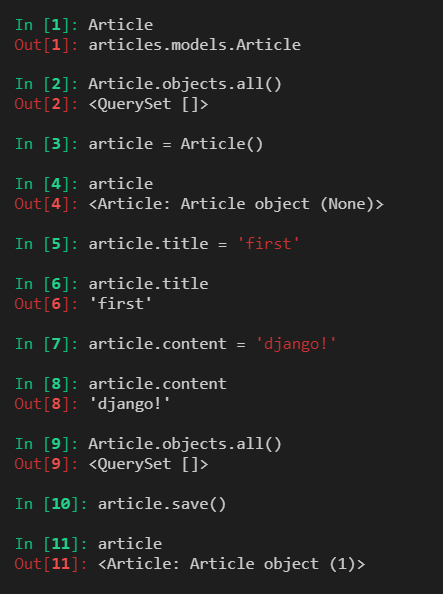 In [1]: Article
Out[1]: articles.models.Article
In [2]: Article.objects.all()
Out[2]: <QuerySet []>
In [3]: article = Article()
In [4]: article
Out[4]: <Article: Article object (None)>
In [5]: article.title = 'first'
In [6]: article.title
Out[6]: 'first'
In [7]: article.content = 'django!'
In [8]: article.content
Out[8]: 'django!'
In [9]: Article.objects.all()
Out[9]: <QuerySet []>
In [10]: article.save()
In [11]: article
Out[11]: <Article: Article object (1)>